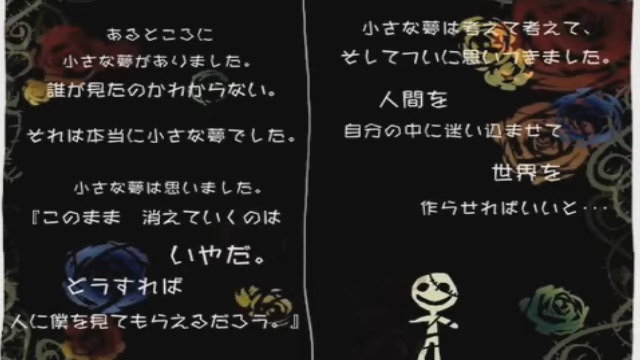 あるところに
小さな夢がありました。
誰が見たのかわからない。
それは本当に小さな夢でした。
小さな夢は思いました。
『このまま　消えていくのは
いやだ。
どうすれば
人に僕を見てもらえるだろう。』
小さな夢は考えて考えて、
そしてついに思いつきました。
人間を
自分の中に迷い込ませて
世界を
作らせればいいと･･･